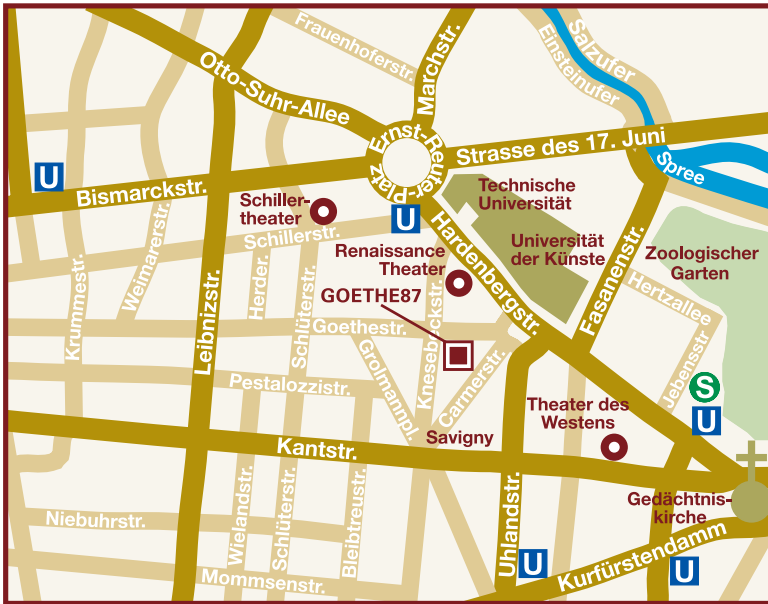 Frauenhoferstr.
Salzufer
Einsteinufer
Otto-Suhr-Allee
Marchstr.
Ernst-Reuter-Platz
Strasse des 17. Juni
Spree
U
Bismarckstr.
Schiller-
theater
U
Technische
Universität
Schillerstr.
Hardenbergstr.
Renaissance
Theater
Universität
der Künste
Fasanenstr.
Zoologischer
Garten
Weimarerstr.
Herder.
Krummestr.
Leibnizstr.
Schlüterstr.
GOETHE87
Hertzallee
Goethestr.
Knesebeckstr.
Grolmannpl.
Carmerstr.
Jebensstr
S
U
Pestalozzistr.
Theater des
Westens
Savigny
Kantstr.
Uhlandstr.
Gedächtnis-
kirche
Niebuhrstr.
Wielandstr.
Schlüterstr.
Bleibtreustr.
Mommsenstr.
U
Kurfürstendamm
U